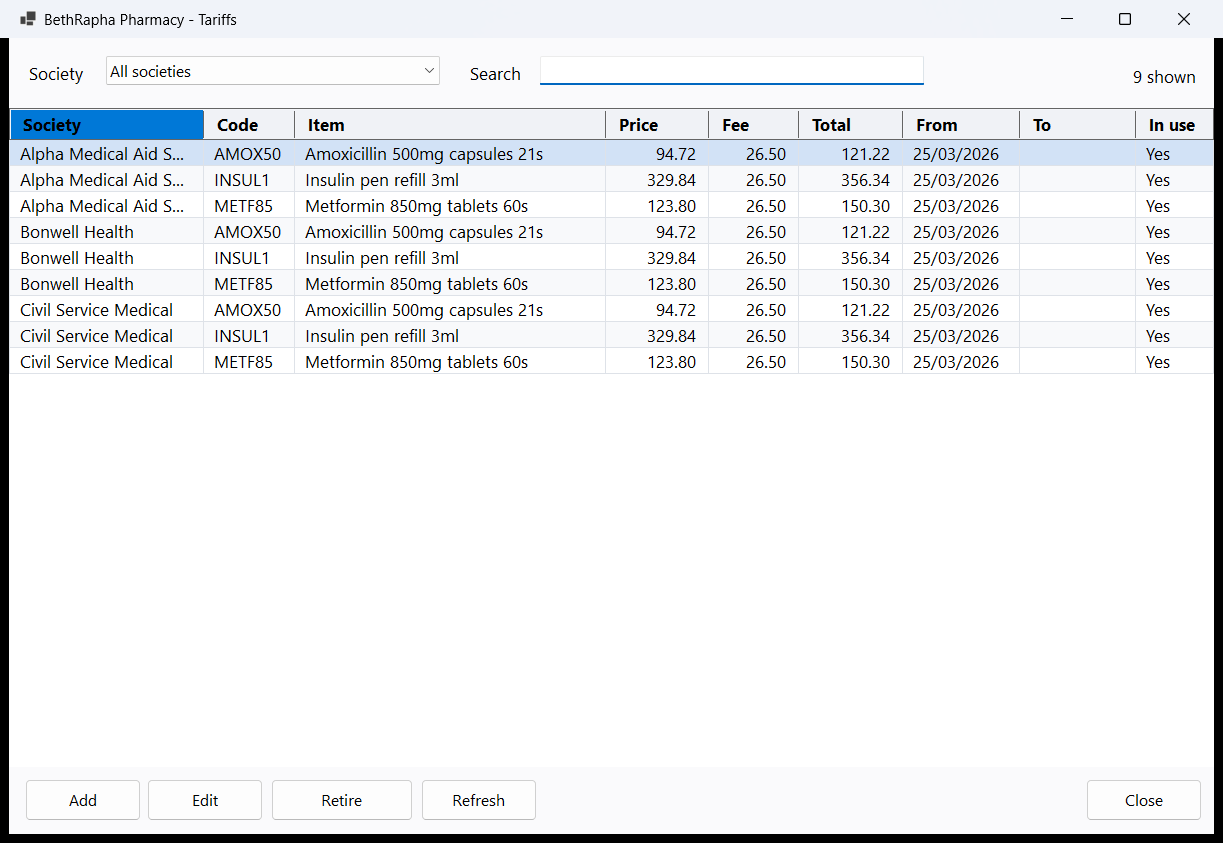 BethRapha Pharmacy - Tariffs
Society All societies Search 9 shown
Society Code Item Price Fee Total From To In use
Alpha Medical Aid S... AMOX50 Amoxicillin 500mg capsules 21s 94.72 26.50 121.22 25/03/2026 Yes
Alpha Medical Aid S... INSUL1 Insulin pen refill 3ml 329.84 26.50 356.34 25/03/2026 Yes
Alpha Medical Aid S... METF85 Metformin 850mg tablets 60s 123.80 26.50 150.30 25/03/2026 Yes
Bonwell Health AMOX50 Amoxicillin 500mg capsules 21s 94.72 26.50 121.22 25/03/2026 Yes
Bonwell Health INSUL1 Insulin pen refill 3ml 329.84 26.50 356.34 25/03/2026 Yes
Bonwell Health METF85 Metformin 850mg tablets 60s 123.80 26.50 150.30 25/03/2026 Yes
Civil Service Medical AMOX50 Amoxicillin 500mg capsules 21s 94.72 26.50 121.22 25/03/2026 Yes
Civil Service Medical INSUL1 Insulin pen refill 3ml 329.84 26.50 356.34 25/03/2026 Yes
Civil Service Medical METF85 Metformin 850mg tablets 60s 123.80 26.50 150.30 25/03/2026 Yes
Add Edit Retire Refresh Close